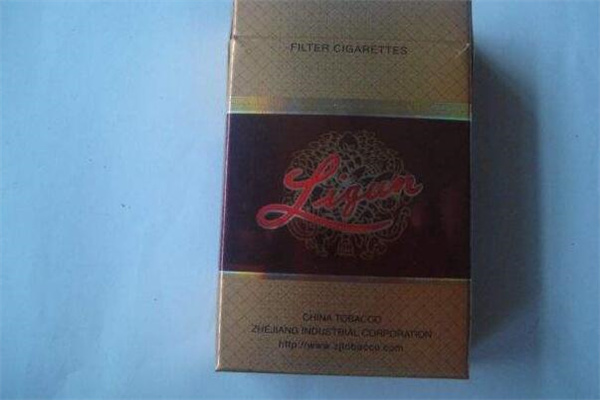 FILTER CIGARETTES
Liqun
CHINA TOBACCO
ZHEJIANG INDUSTRIAL CORPORATION
http://www.zjtobacco.com